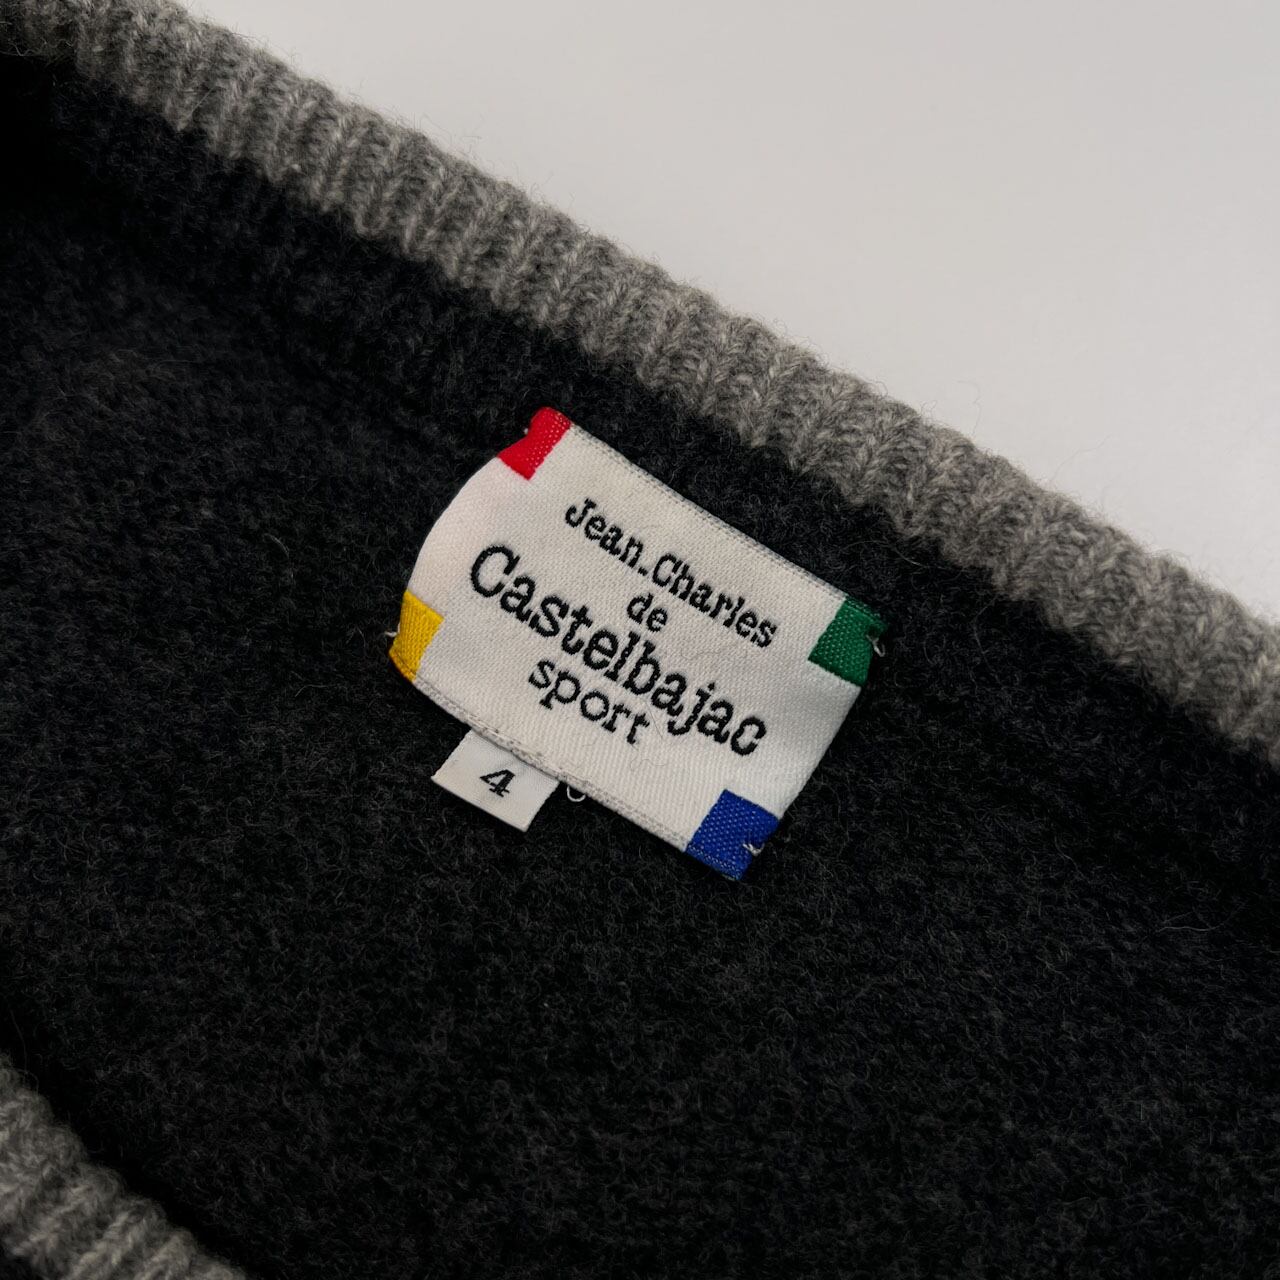 Jean-Charles
de
Castelbajac
sport
4